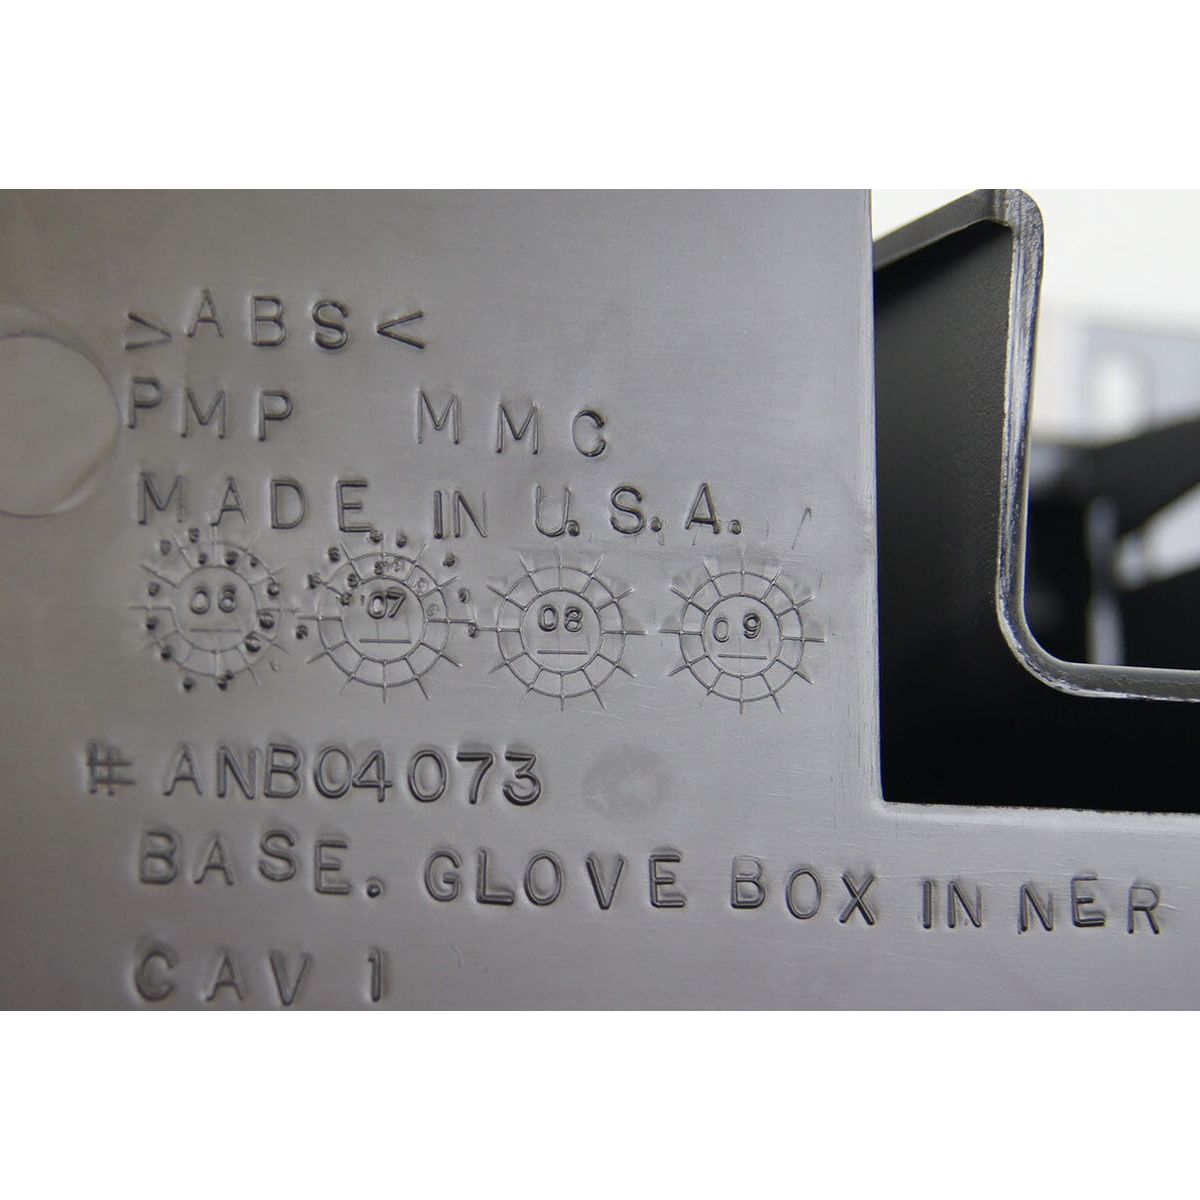 >ABS<
PMP MMC
MADE IN U.S.A.
06 07 08 09
# ANB04073
BASE. GLOVE BOX INNER
CAV 1